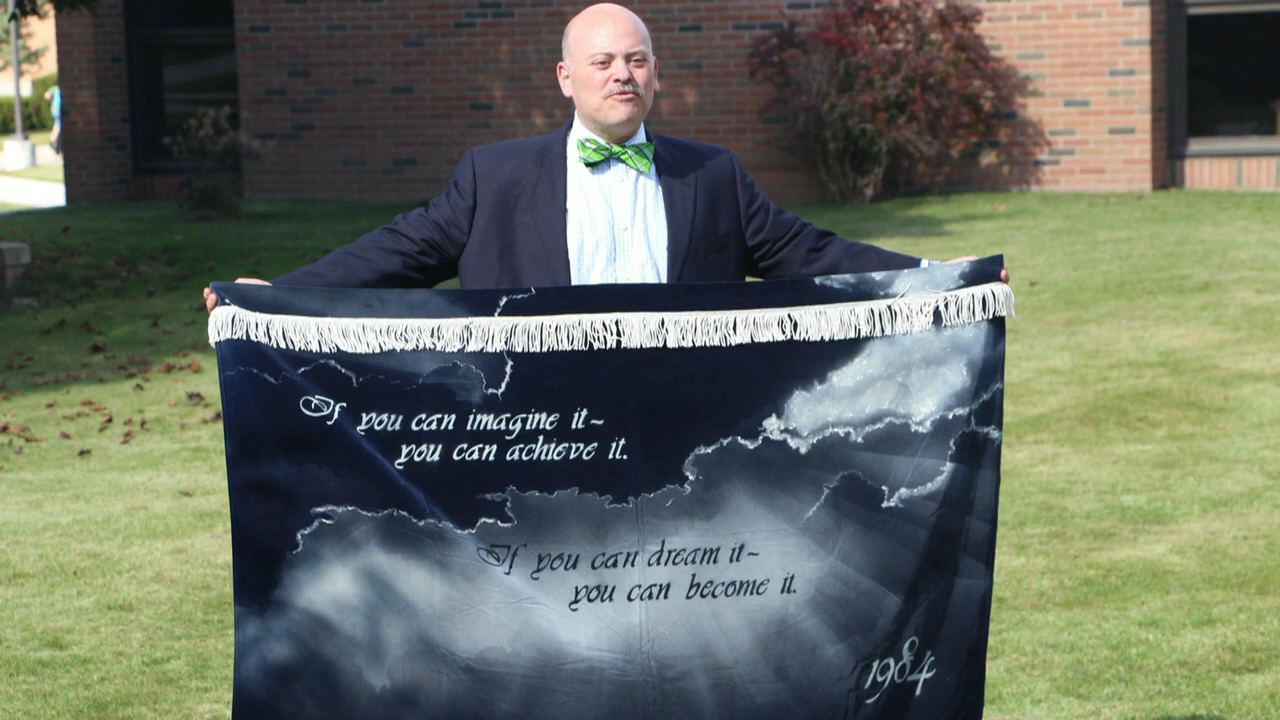 If you can imagine it~
you can achieve it.
If you can dream it~
you can become it.
1984